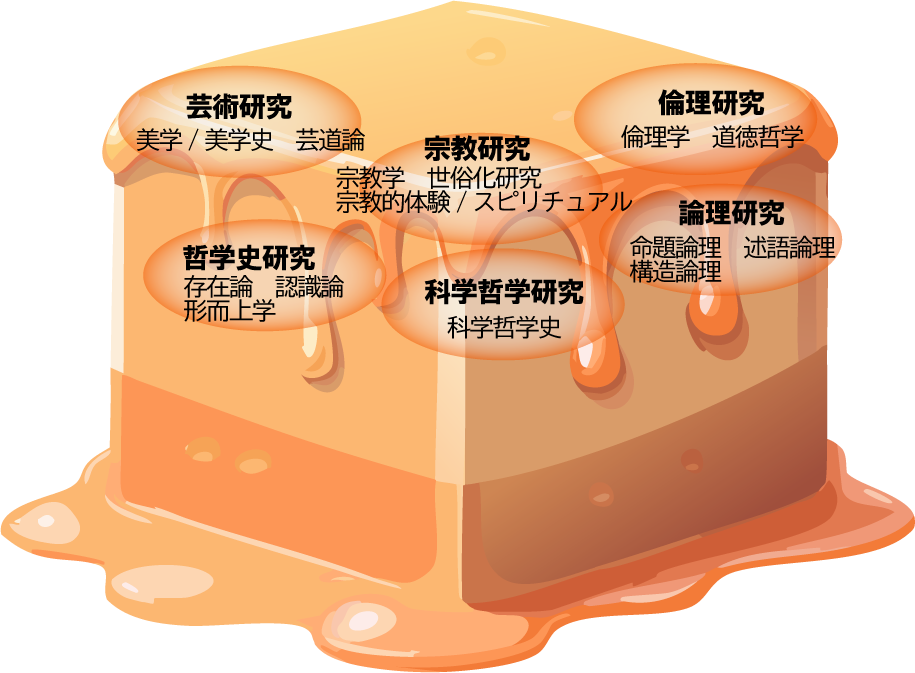 芸術研究
美学 / 美学史　芸道論
倫理研究
倫理学　道徳哲学
宗教研究
宗教学　世俗化研究
宗教的体験 / スピリチュアル
論理研究
命題論理　述語論理
構造論理
哲学史研究
存在論　認識論
形而上学
科学哲学研究
科学哲学史